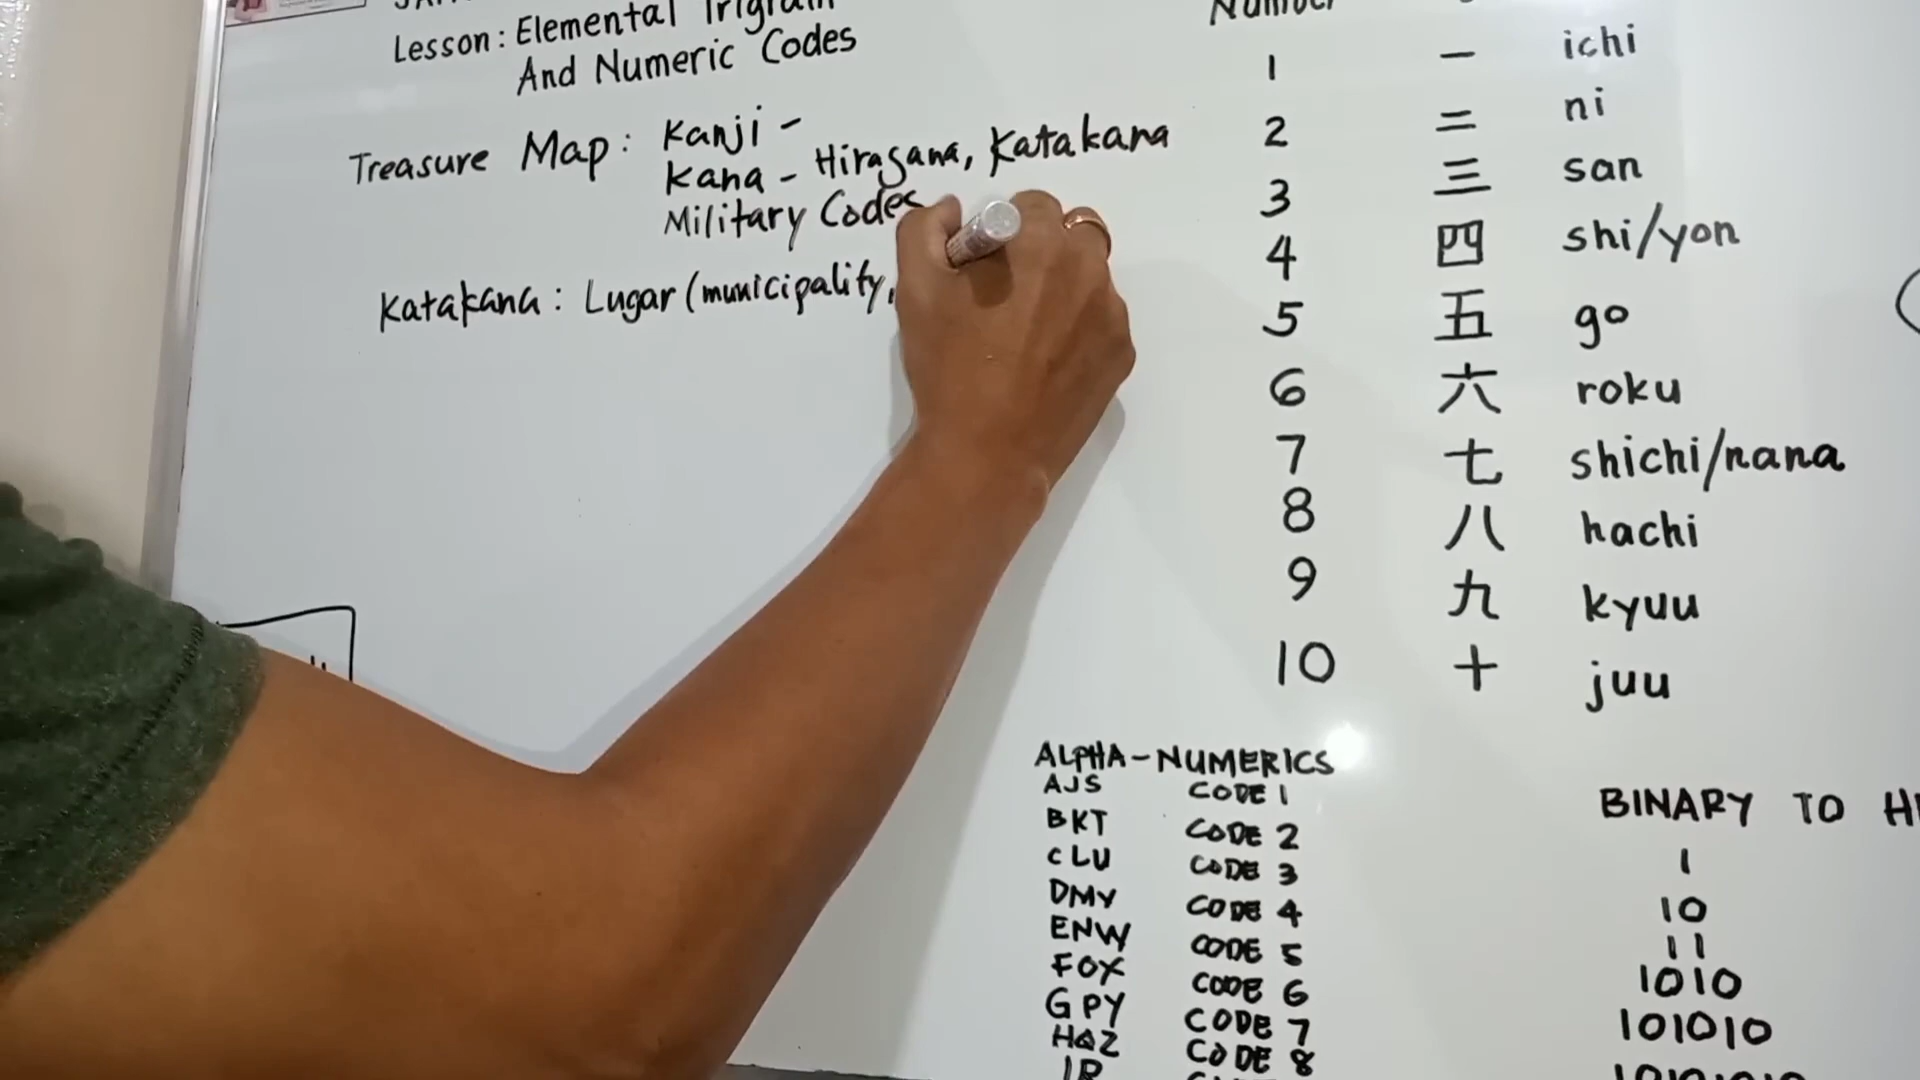 Lesson: Elemental Trigram
And Numeric Codes
Treasure Map: Kanji -
Kana - Hiragana, Katakana
Military Codes
Katakana: Lugar (municipality,
Number
1 一 ichi
2 二 ni
3 三 san
4 四 shi/yon
5 五 go
6 六 roku
7 七 shichi/nana
8 八 hachi
9 九 kyuu
10 十 juu
ALPHA-NUMERICS
AJS CODE 1
BKT CODE 2
CLU CODE 3
DMV CODE 4
ENW CODE 5
FOX CODE 6
GPY CODE 7
HQZ CODE 8
IR
BINARY TO
1
10
11
1010
101010